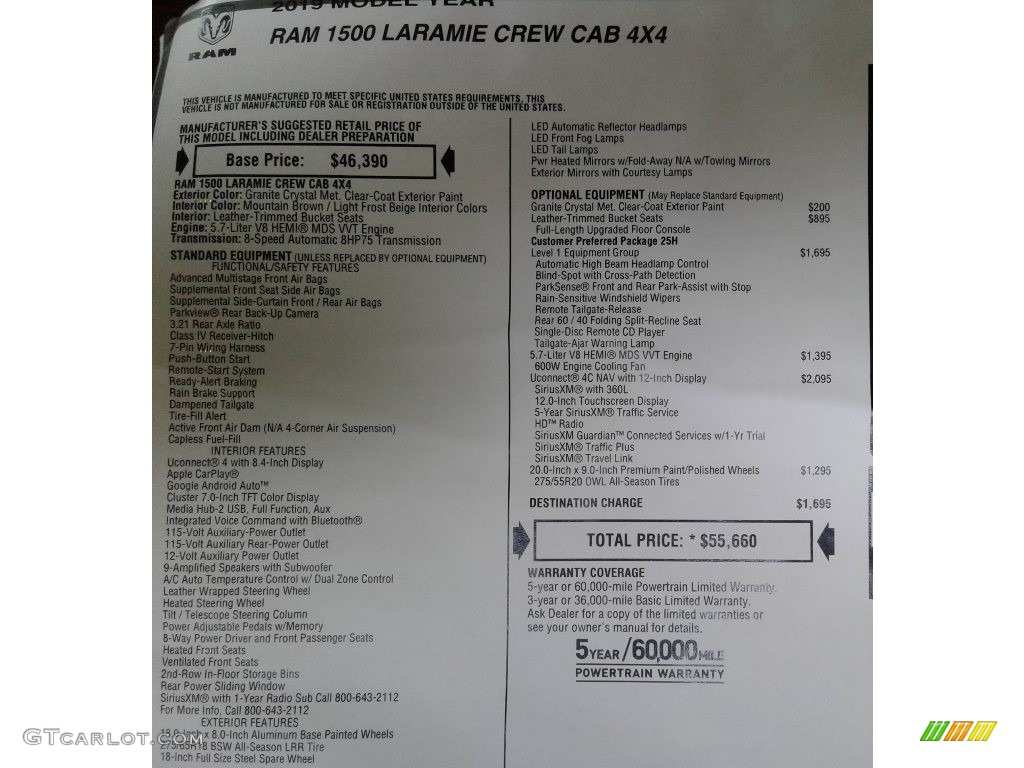 2019 MODEL YEAR
RAM 1500 LARAMIE CREW CAB 4X4
RAM
THIS VEHICLE IS MANUFACTURED TO MEET SPECIFIC UNITED STATES REQUIREMENTS. THIS
VEHICLE IS NOT MANUFACTURED FOR SALE OR REGISTRATION OUTSIDE OF THE UNITED STATES.
MANUFACTURER'S SUGGESTED RETAIL PRICE OF
THIS MODEL INCLUDING DEALER PREPARATION
Base Price: $46,390
RAM 1500 LARAMIE CREW CAB 4X4
Exterior Color: Granite Crystal Met. Clear-Coat Exterior Paint
Interior Color: Mountain Brown / Light Frost Beige Interior Colors
Interior: Leather-Trimmed Bucket Seats
Engine: 5.7-Liter V8 HEMI® MDS VVT Engine
Transmission: 8-Speed Automatic 8HP75 Transmission
STANDARD EQUIPMENT (UNLESS REPLACED BY OPTIONAL EQUIPMENT)
FUNCTIONAL/SAFETY FEATURES
Advanced Multistage Front Air Bags
Supplemental Front Seat Side Air Bags
Supplemental Side-Curtain Front / Rear Air Bags
Parkview® Rear Back-Up Camera
3.21 Rear Axle Ratio
Class IV Receiver-Hitch
7-Pin Wiring Harness
Push-Button Start
Remote-Start System
Ready-Alert Braking
Rain Brake Support
Dampened Tailgate
Tire-Fill Alert
Active Front Air Dam (N/A 4-Corner Air Suspension)
Capless Fuel-Fill
INTERIOR FEATURES
Uconnect® 4 with 8.4-Inch Display
Apple CarPlay®
Google Android Auto™
Cluster 7.0-Inch TFT Color Display
Media Hub-2 USB, Full Function, Aux
Integrated Voice Command with Bluetooth®
115-Volt Auxiliary-Power Outlet
115-Volt Auxiliary Rear-Power Outlet
12-Volt Auxiliary Power Outlet
9-Amplified Speakers with Subwoofer
A/C Auto Temperature Control w/ Dual Zone Control
Leather Wrapped Steering Wheel
Heated Steering Wheel
Tilt / Telescope Steering Column
Power Adjustable Pedals w/Memory
8-Way Power Driver and Front Passenger Seats
Heated Front Seats
Ventilated Front Seats
2nd-Row In-Floor Storage Bins
Rear Power Sliding Window
SiriusXM® with 1-Year Radio Sub Call 800-643-2112
For More Info, Call 800-643-2112
EXTERIOR FEATURES
18.0-Inch x 8.0-Inch Aluminum Base Painted Wheels
275/65R18 BSW All-Season LRR Tire
18-Inch Full Size Steel Spare Wheel
LED Automatic Reflector Headlamps
LED Front Fog Lamps
LED Tail Lamps
Pwr Heated Mirrors w/Fold-Away N/A w/Towing Mirrors
Exterior Mirrors with Courtesy Lamps
OPTIONAL EQUIPMENT (May Replace Standard Equipment)
Granite Crystal Met. Clear-Coat Exterior Paint $200
Leather-Trimmed Bucket Seats $895
Full-Length Upgraded Floor Console
Customer Preferred Package 25H
Level 1 Equipment Group $1,695
Automatic High Beam Headlamp Control
Blind-Spot with Cross-Path Detection
ParkSense® Front and Rear Park-Assist with Stop
Rain-Sensitive Windshield Wipers
Remote Tailgate-Release
Rear 60 / 40 Folding Split-Recline Seat
Single-Disc Remote CD Player
Tailgate-Ajar Warning Lamp
5.7-Liter V8 HEMI® MDS VVT Engine $1,395
600W Engine Cooling Fan
Uconnect® 4C NAV with 12-Inch Display $2,095
SiriusXM® with 360L
12.0-Inch Touchscreen Display
5-Year SiriusXM® Traffic Service
HD™ Radio
SiriusXM Guardian™ Connected Services w/1-Yr Trial
SiriusXM® Traffic Plus
SiriusXM® Travel Link
20.0-Inch x 9.0-Inch Premium Paint/Polished Wheels $1,295
275/55R20 OWL All-Season Tires
DESTINATION CHARGE $1,695
TOTAL PRICE: * $55,660
WARRANTY COVERAGE
5-year or 60,000-mile Powertrain Limited Warranty.
3-year or 36,000-mile Basic Limited Warranty.
Ask Dealer for a copy of the limited warranties or
see your owner's manual for details.
5 YEAR/60,000 MILE
POWERTRAIN WARRANTY
GTCARLOT.COM